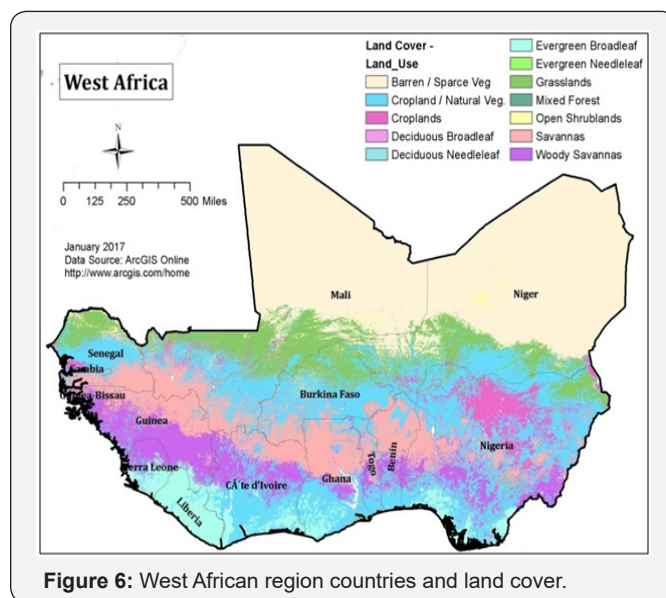 West Africa
N
0 125 250 500 Miles
January 2017
Data Source: ArcGIS Online
http://www.arcgis.com/home
Land Cover -
Land_Use
Barren / Sparce Veg
Cropland / Natural Veg.
Croplands
Deciduous Broadleaf
Deciduous Needleleaf
Evergreen Broadleaf
Evergreen Needleleaf
Grasslands
Mixed Forest
Open Shrublands
Savannas
Woody Savannas
Mali
Niger
Senegal
Burkina Faso
Guinea
Nigeria
Benin
Togo
Ghana
CÃ´te d'Ivoire
Liberia
Figure 6: West African region countries and land cover.